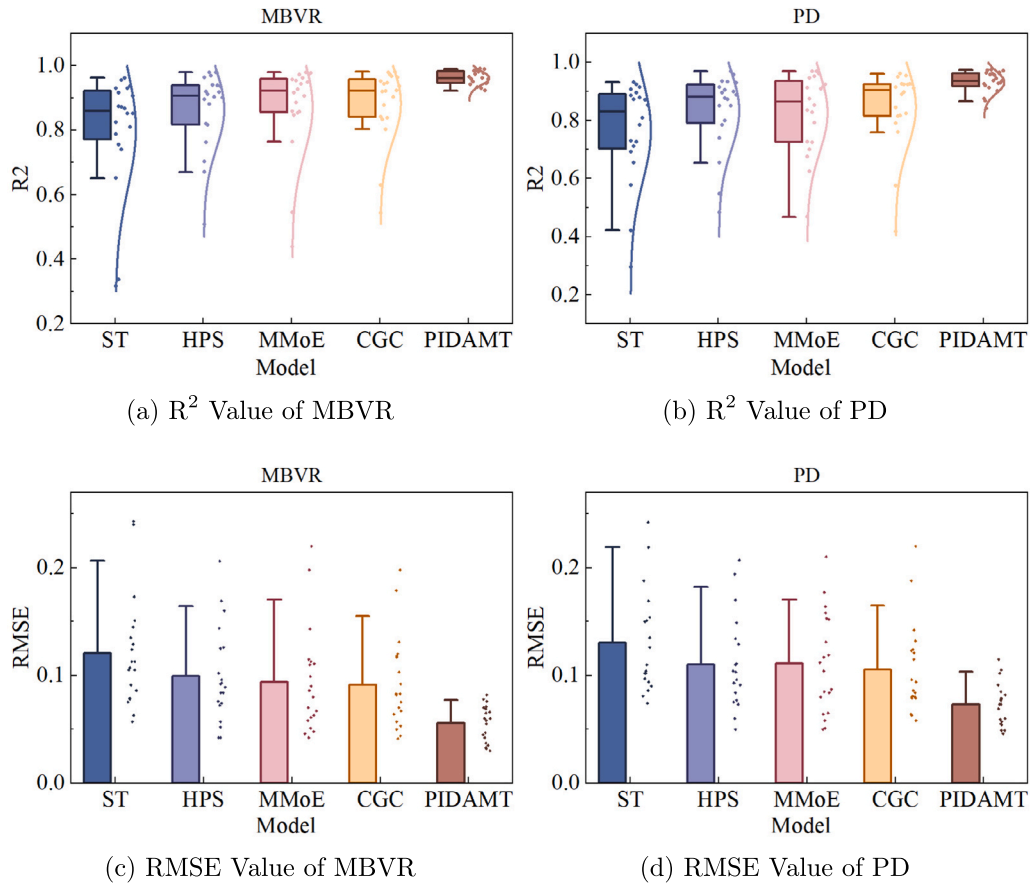 MBVR
1.0
0.8
0.6
0.4
0.2
R2
ST HPS MMoE CGC PIDAMT
Model
(a) R² Value of MBVR
PD
1.0
0.8
0.6
0.4
0.2
R2
ST HPS MMoE CGC PIDAMT
Model
(b) R² Value of PD
MBVR
0.2
0.1
0.0
RMSE
ST HPS MMoE CGC PIDAMT
Model
(c) RMSE Value of MBVR
PD
0.2
0.1
0.0
RMSE
ST HPS MMoE CGC PIDAMT
Model
(d) RMSE Value of PD